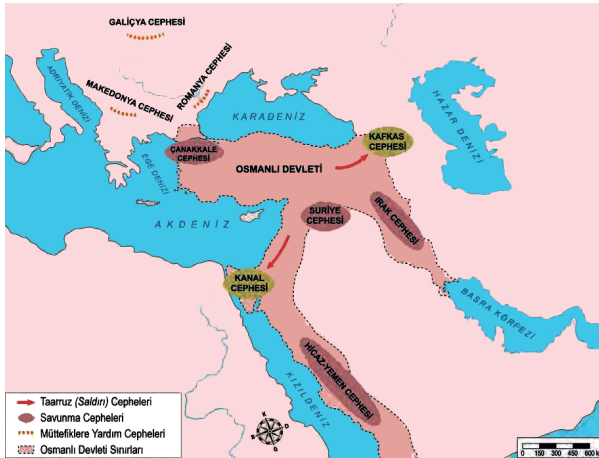 GALİÇYA CEPHESİ
ADRİYATİK DENİZİ
MAKEDONYA CEPHESİ
ROMANYA CEPHESİ
KARADENİZ
HAZAR DENİZİ
ÇANAKKALE
CEPHESİ
KAFKAS
CEPHESİ
EGE DENİZİ
OSMANLI DEVLETİ
AKDENİZ
SURİYE
CEPHESİ
IRAK CEPHESİ
KANAL
CEPHESİ
BASRA KÖRFEZİ
HİCAZ-YEMEN CEPHESİ
KIZILDENİZ
Taarruz (Saldırı) Cepheleri
Savunma Cepheleri
Müttefiklere Yardım Cepheleri
Osmanlı Devleti Sınırları
K
B
D
G
0 150 300 450 600 km